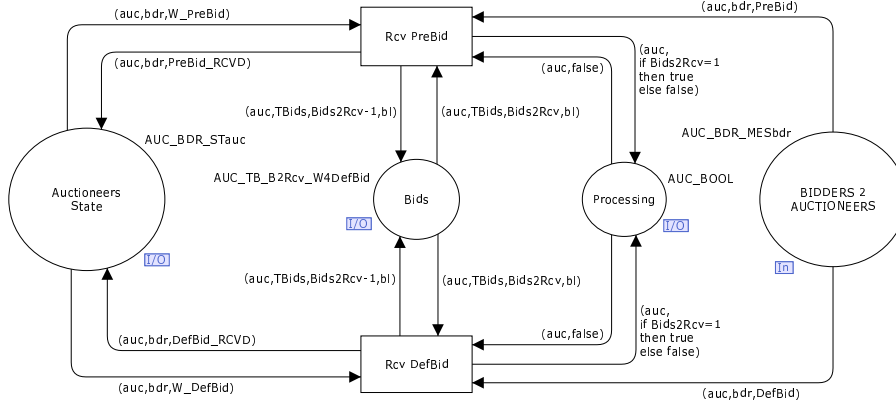 (auc,bdr,W_PreBid)
(auc,bdr,PreBid)
Rcv PreBid
(auc,bdr,PreBid_RCVD)
(auc,false)
(auc,
if Bids2Rcv=1
then true
else false)
(auc,TBids,Bids2Rcv-1,bl)
(auc,TBids,Bids2Rcv,bl)
AUC_BDR_STauc
AUC_BDR_MESbdr
AUC_TB_B2Rcv_W4DefBid
AUC_BOOL
Auctioneers
State
Bids
Processing
BIDDERS 2
AUCTIONEERS
I/O
I/O
I/O
In
(auc,TBids,Bids2Rcv-1,bl)
(auc,TBids,Bids2Rcv,bl)
(auc,
if Bids2Rcv=1
then true
else false)
(auc,bdr,DefBid_RCVD)
(auc,false)
Rcv DefBid
(auc,bdr,W_DefBid)
(auc,bdr,DefBid)